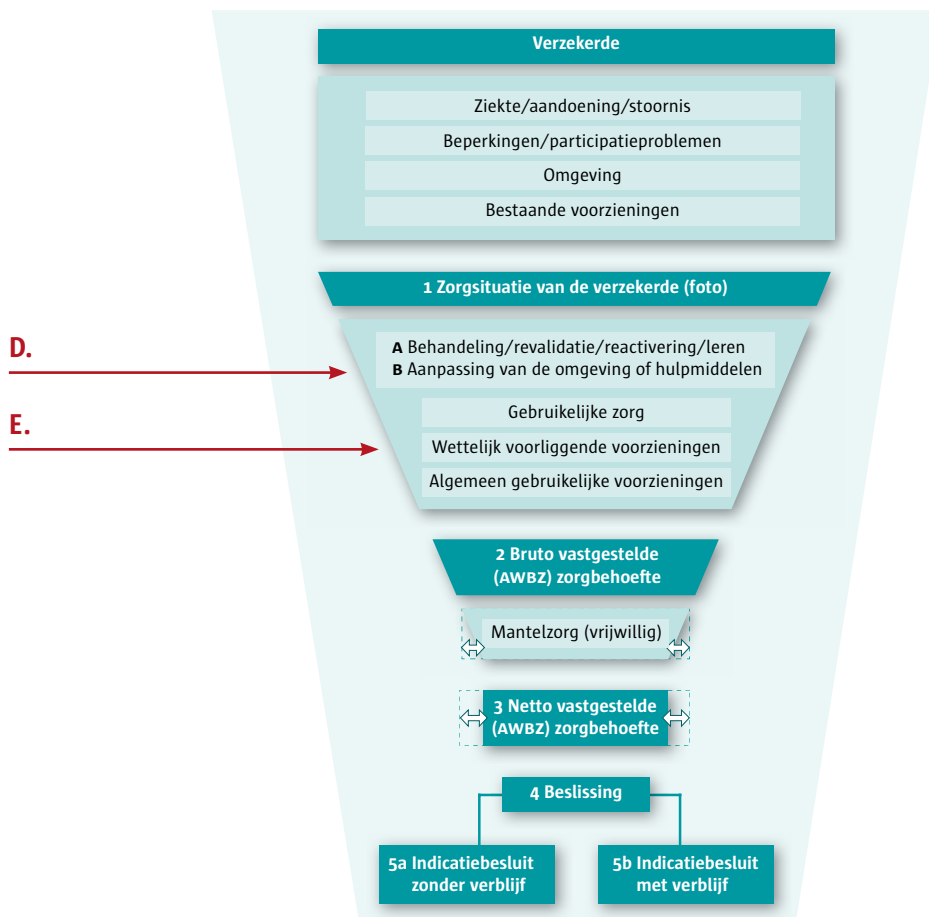 Verzekerde
Ziekte/aandoening/stoornis
Beperkingen/participatieproblemen
Omgeving
Bestaande voorzieningen
1 Zorgsituatie van de verzekerde (foto)
D.
A Behandeling/revalidatie/reactivering/leren
B Aanpassing van de omgeving of hulpmiddelen
E.
Gebruikelijke zorg
Wettelijk voorliggende voorzieningen
Algemeen gebruikelijke voorzieningen
2 Bruto vastgestelde
(AWBZ) zorgbehoefte
Mantelzorg (vrijwillig)
3 Netto vastgestelde
(AWBZ) zorgbehoefte
4 Beslissing
5a Indicatiebesluit
zonder verblijf
5b Indicatiebesluit
met verblijf